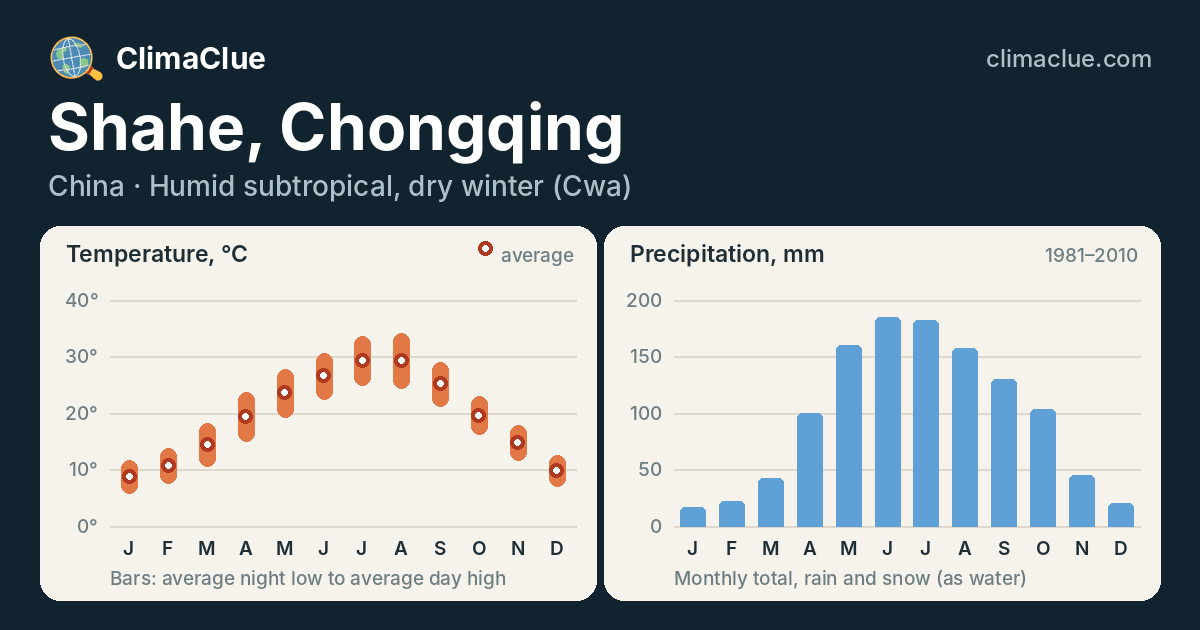 ClimaClue
climaclue.com
Shahe, Chongqing
China · Humid subtropical, dry winter (Cwa)
Temperature, °C
average
40°
30°
20°
10°
0°
J F M A M J J A S O N D
Bars: average night low to average day high
Precipitation, mm
1981–2010
200
150
100
50
0
J F M A M J J A S O N D
Monthly total, rain and snow (as water)